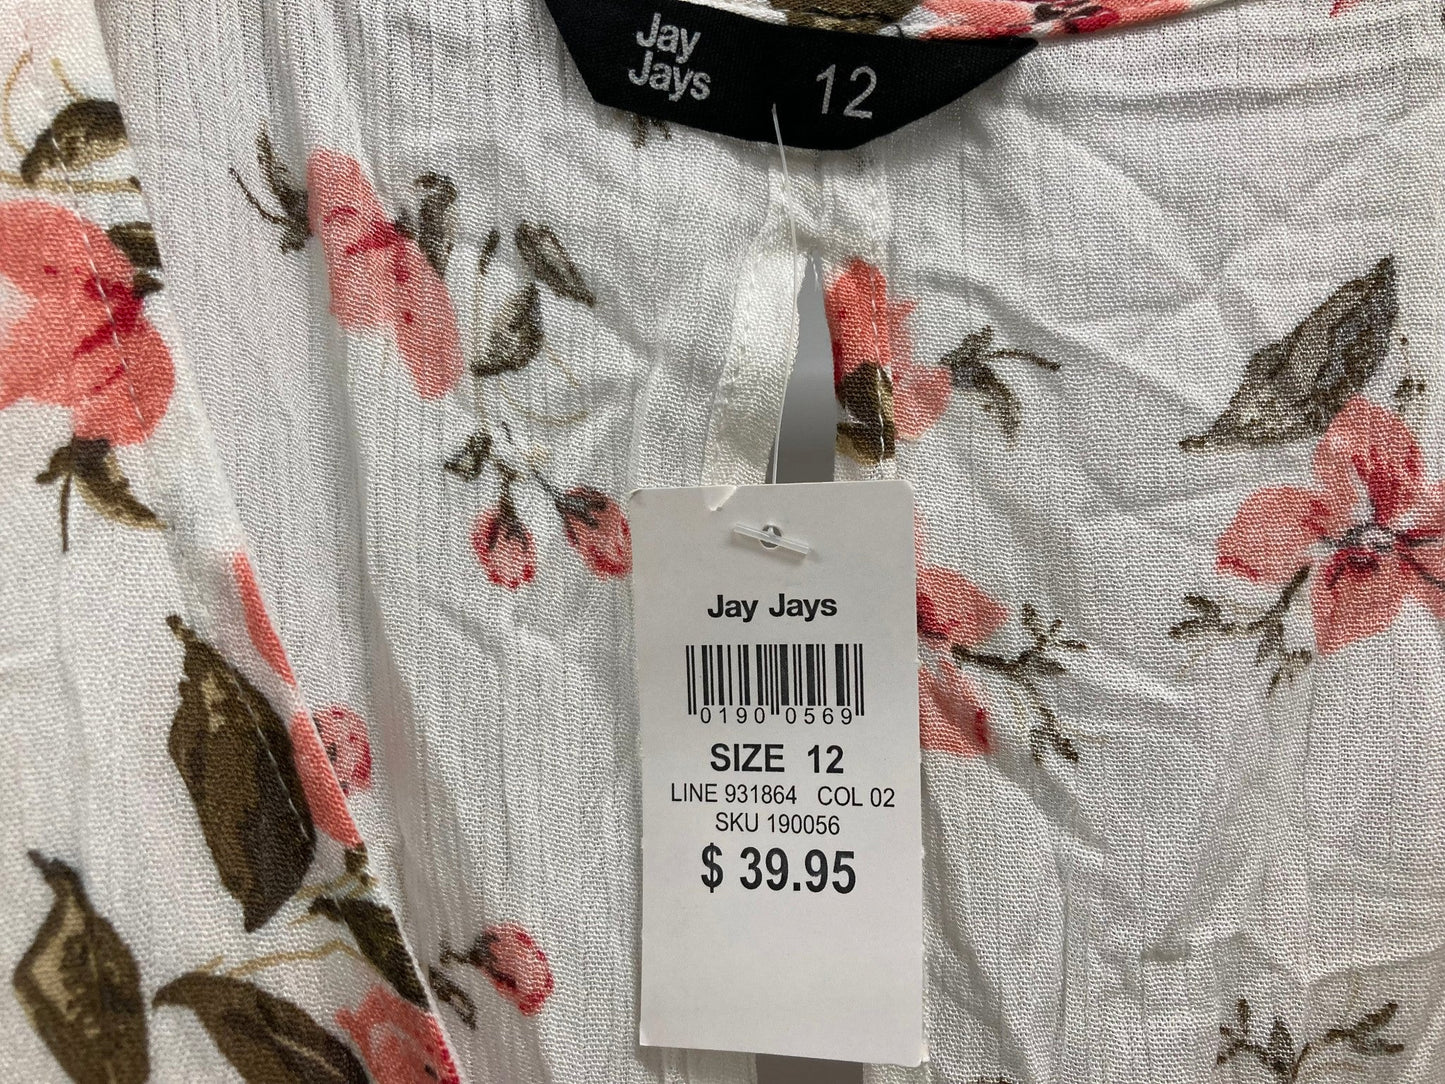 Jay
Jays
12
Jay Jays
0190 0569
SIZE 12
LINE 931864 COL 02
SKU 190056
$ 39.95